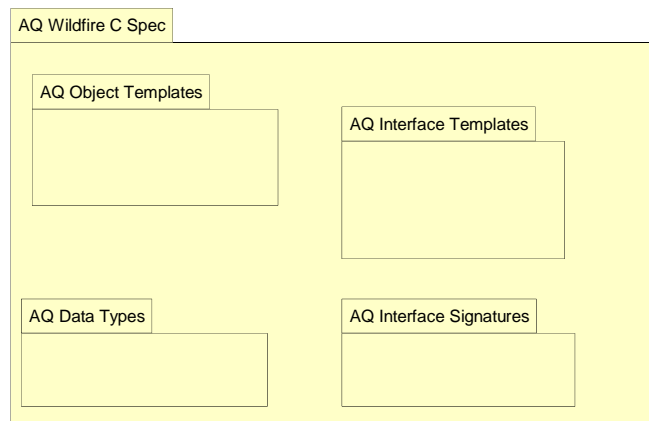 AQ Wildfire C Spec
AQ Object Templates
AQ Interface Templates
AQ Data Types
AQ Interface Signatures